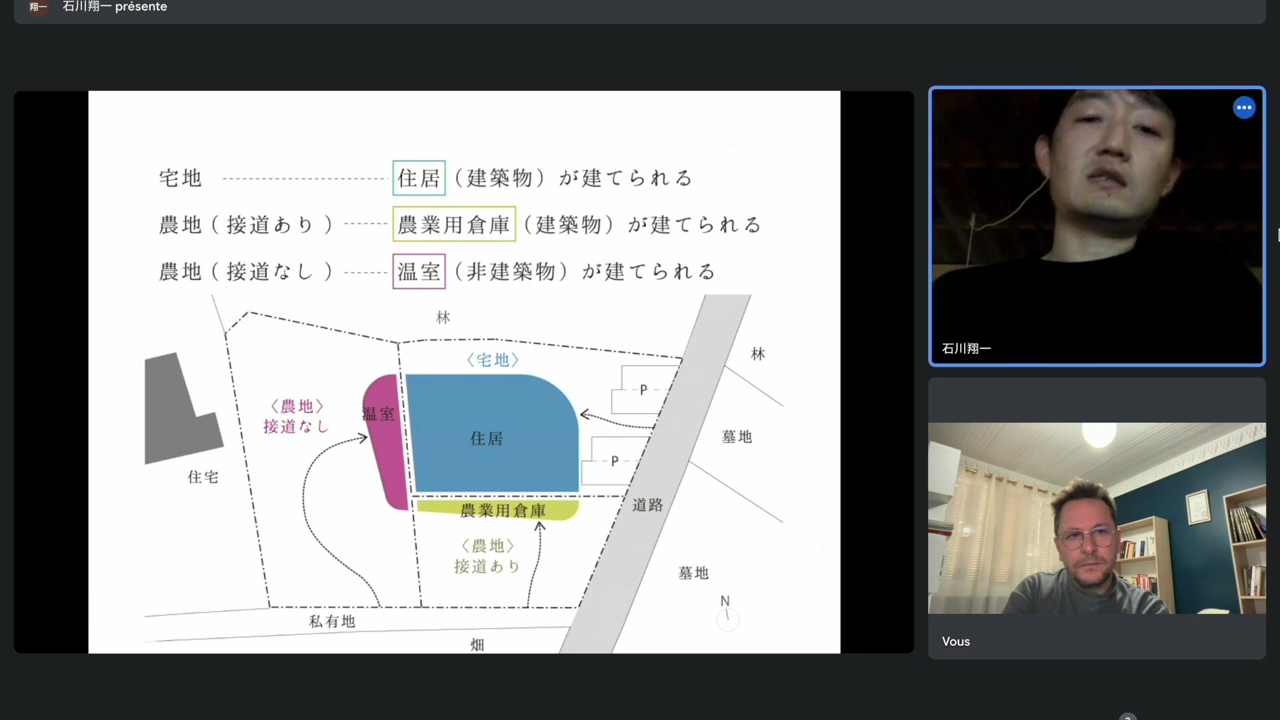 翔一 石川翔一 présente
宅地 住居（建築物）が建てられる
農地（接道あり） 農業用倉庫（建築物）が建てられる
農地（接道なし） 温室（非建築物）が建てられる
林
〈宅地〉
林
P
〈農地〉
接道なし
温室
住居
墓地
P
住宅
道路
農業用倉庫
〈農地〉
接道あり
墓地
N
私有地
畑
石川翔一
Vous